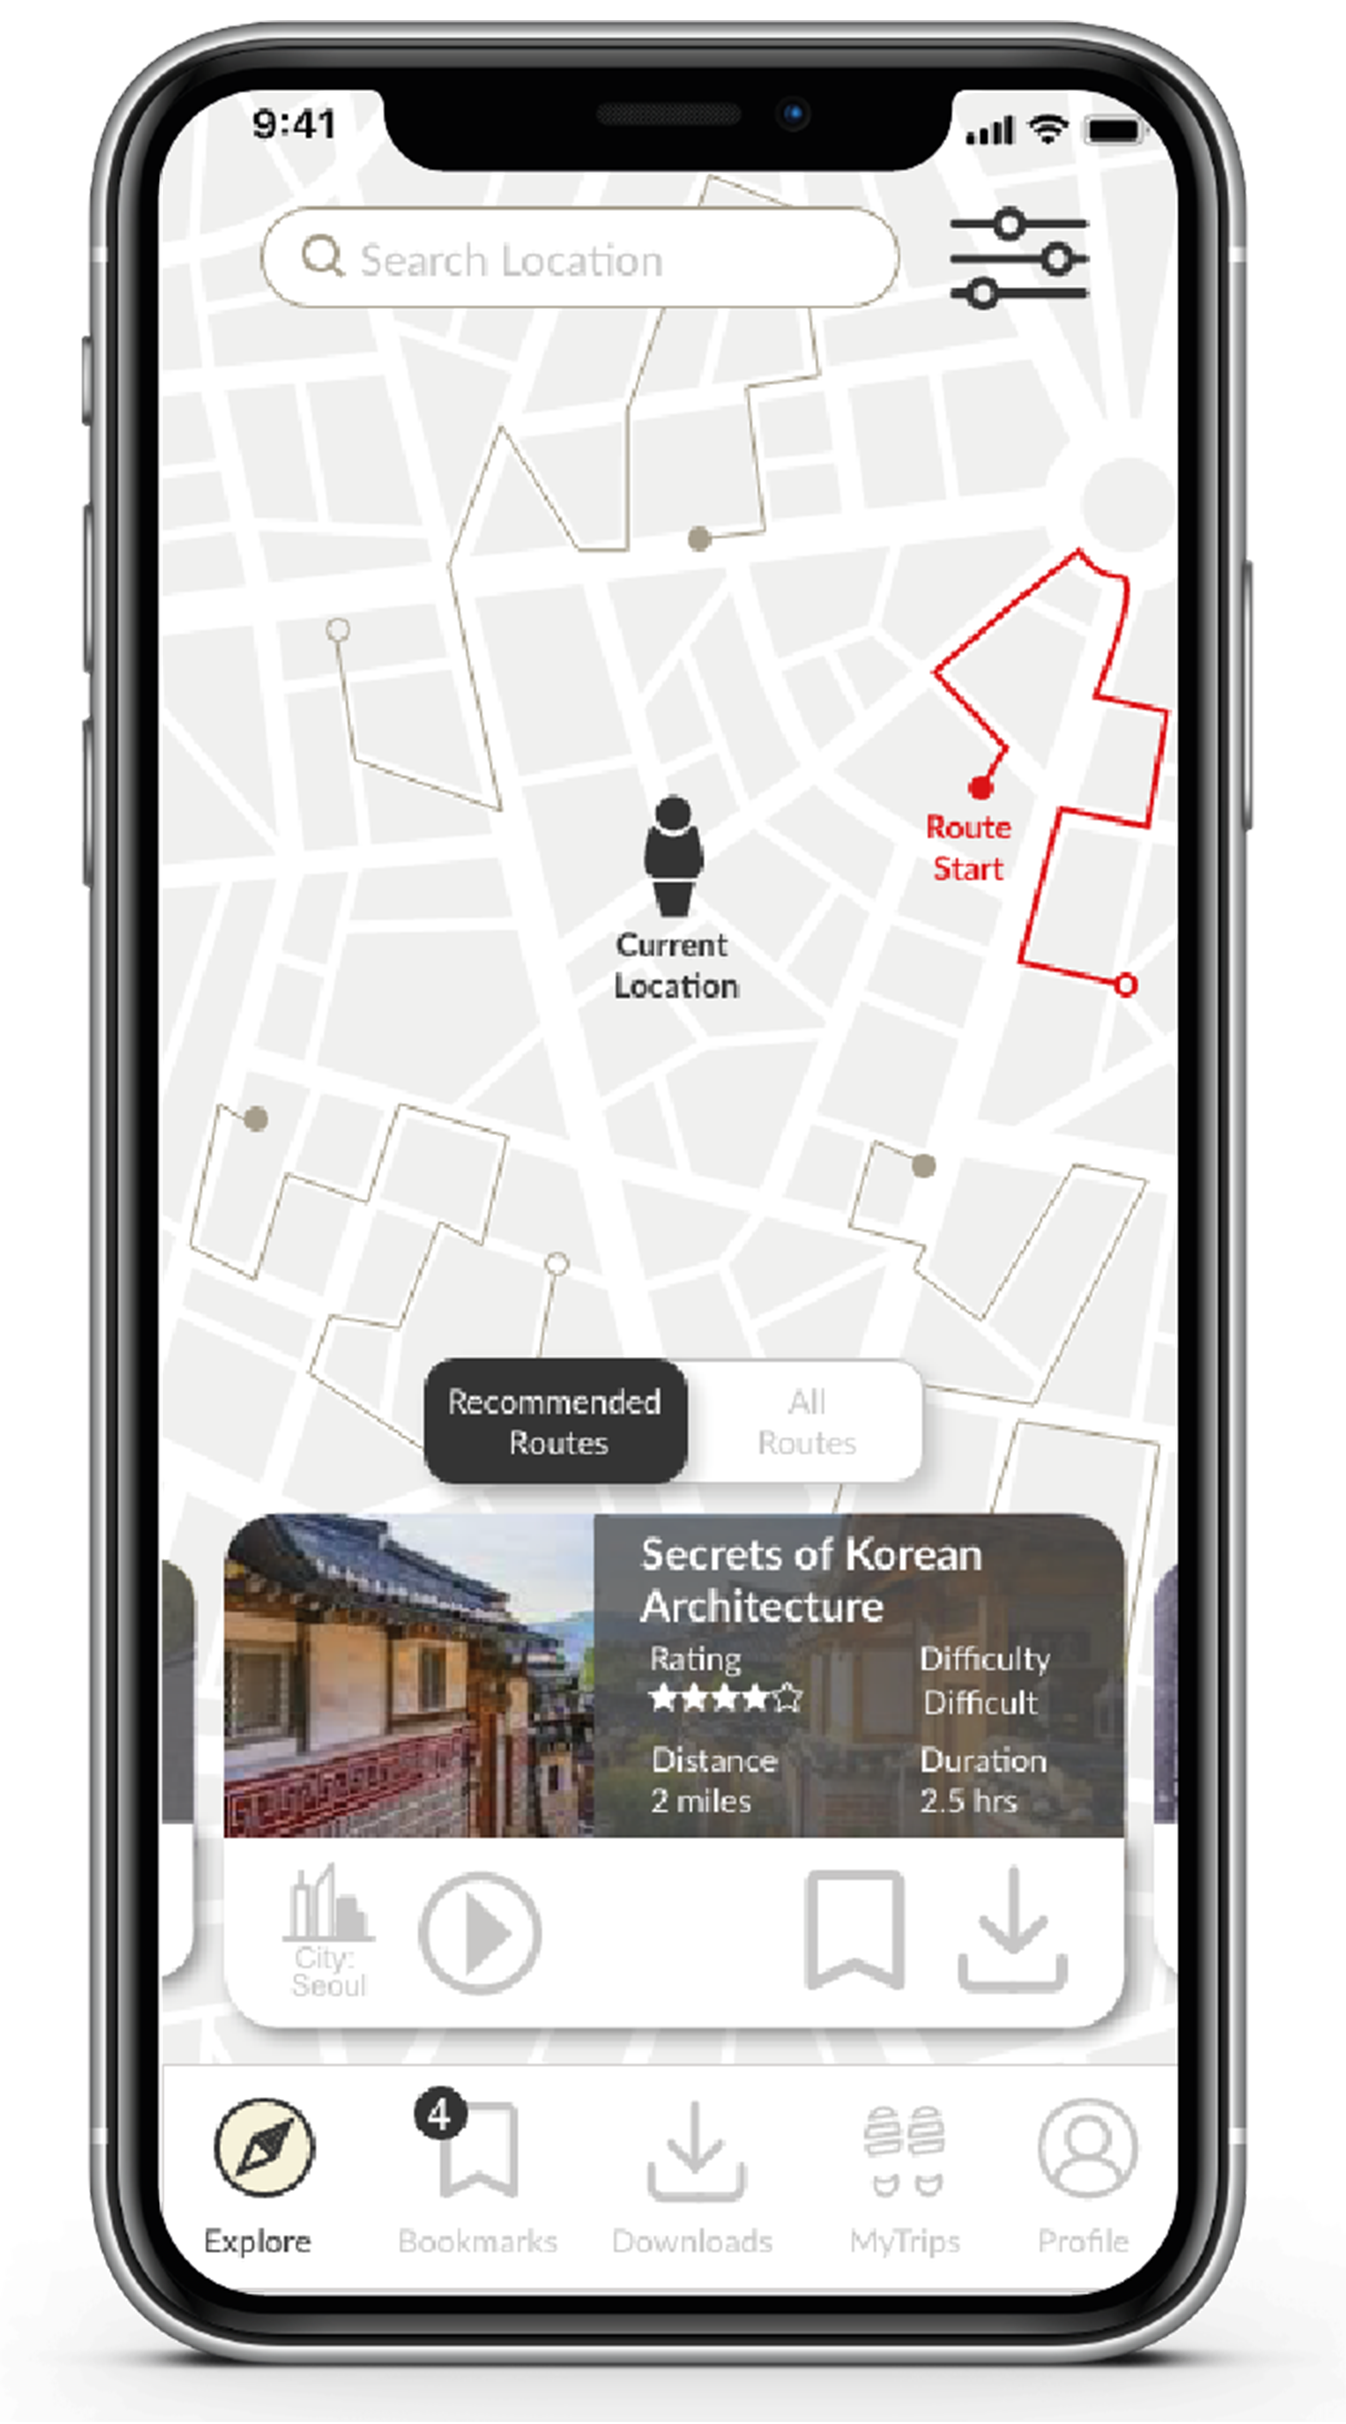 9:41
Search Location
Route
Start
Current
Location
Recommended
Routes
All
Routes
Secrets of Korean
Architecture
Rating
Difficulty
Difficult
Distance
2 miles
Duration
2.5 hrs
City:
Seoul
4
Explore
Bookmarks
Downloads
MyTrips
Profile